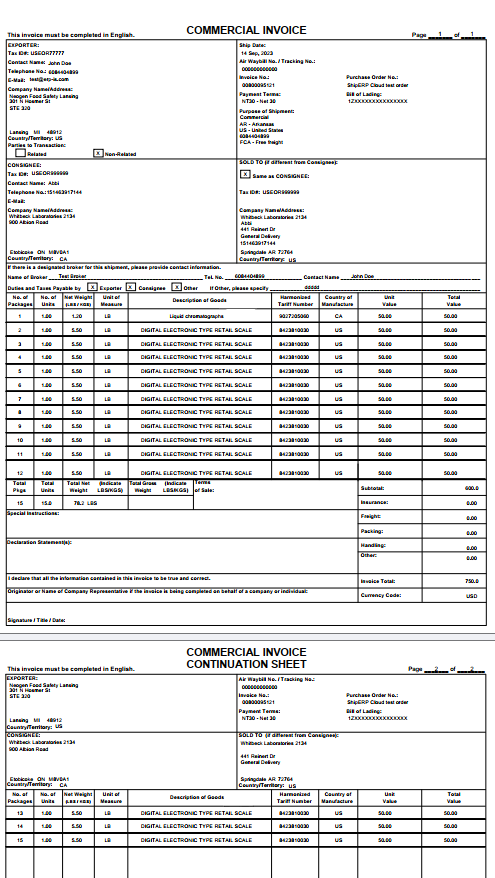 COMMERCIAL INVOICE
This invoice must be completed in English. Page 1 of 1
EXPORTER:
Tax ID#: USEOR77777
Contact Name: John Doe
Telephone No.: 6084404899
E-Mail: test@erp-is.com
Company Name/Address:
Neogen Food Safety Lansing
301 N Hosmer St
STE 320
Lansing MI 48912
Country/Territory: US
Parties to Transaction:
Related X Non-Related
Ship Date:
14 Sep, 2023
Air Waybill No. / Tracking No.:
000000000000
Invoice No.: Purchase Order No.:
00800095121 ShipERP Cloud test order
Payment Terms: Bill of Lading:
NT30 - Net 30 1ZXXXXXXXXXXXXXXXX
Purpose of Shipment:
Commercial
AR - Arkansas
US - United States
6084404899
FCA - Free freight
CONSIGNEE:
Tax ID#: USEOR999999
Contact Name: Abbi
Telephone No.: 151463917144
E-Mail:
Company Name/Address:
Whitbeck Laboratories 2134
900 Albion Road
Etobicoke ON M8V0A1
Country/Territory: CA
SOLD TO (if different from Consignee):
X Same as CONSIGNEE:
Tax ID#: USEOR999999
Company Name/Address:
Whitbeck Laboratories 2134
Abbi
441 Reinert Dr
General Delivery
151463917144
Springdale AR 72764
Country/Territory: US
If there is a designated broker for this shipment, please provide contact information.
Name of Broker Test Broker Tel. No. 6084404899 Contact Name John Doe
Duties and Taxes Payable by X Exporter X Consignee X Other If Other, please specify ddddd
No. of Packages No. of Units Net Weight (LBS / KGS) Unit of Measure Description of Goods Harmonized Tariff Number Country of Manufacture Unit Value Total Value
1 1.00 1.20 LB Liquid chromatographs 9027205060 CA 50.00 50.00
2 1.00 5.50 LB DIGITAL ELECTRONIC TYPE RETAIL SCALE 8423810030 US 50.00 50.00
3 1.00 5.50 LB DIGITAL ELECTRONIC TYPE RETAIL SCALE 8423810030 US 50.00 50.00
4 1.00 5.50 LB DIGITAL ELECTRONIC TYPE RETAIL SCALE 8423810030 US 50.00 50.00
5 1.00 5.50 LB DIGITAL ELECTRONIC TYPE RETAIL SCALE 8423810030 US 50.00 50.00
6 1.00 5.50 LB DIGITAL ELECTRONIC TYPE RETAIL SCALE 8423810030 US 50.00 50.00
7 1.00 5.50 LB DIGITAL ELECTRONIC TYPE RETAIL SCALE 8423810030 US 50.00 50.00
8 1.00 5.50 LB DIGITAL ELECTRONIC TYPE RETAIL SCALE 8423810030 US 50.00 50.00
9 1.00 5.50 LB DIGITAL ELECTRONIC TYPE RETAIL SCALE 8423810030 US 50.00 50.00
10 1.00 5.50 LB DIGITAL ELECTRONIC TYPE RETAIL SCALE 8423810030 US 50.00 50.00
11 1.00 5.50 LB DIGITAL ELECTRONIC TYPE RETAIL SCALE 8423810030 US 50.00 50.00
12 1.00 5.50 LB DIGITAL ELECTRONIC TYPE RETAIL SCALE 8423810030 US 50.00 50.00
Total Pkgs Total Units Total Net Weight (Indicate LBS/KGS) Total Gross Weight (Indicate LBS/KGS) Terms of Sale:
15 15.0 78.2 LBS
Subtotal: 600.0
Insurance: 0.00
Freight: 0.00
Packing: 0.00
Handling: 0.00
Other: 0.00
Invoice Total: 750.0
Currency Code: USD
Special Instructions:
Declaration Statement(s):
I declare that all the information contained in this invoice to be true and correct.
Originator or Name of Company Representative if the invoice is being completed on behalf of a company or individual:
Signature / Title / Date:
COMMERCIAL INVOICE
CONTINUATION SHEET
This invoice must be completed in English. Page 2 of 2
EXPORTER:
Neogen Food Safety Lansing
301 N Hosmer St
STE 320
Lansing MI 48912
Country/Territory: US
Air Waybill No. / Tracking No.:
000000000000
Invoice No.: Purchase Order No.:
00800095121 ShipERP Cloud test order
Payment Terms: Bill of Lading:
NT30 - Net 30 1ZXXXXXXXXXXXXXXXX
CONSIGNEE:
Whitbeck Laboratories 2134
900 Albion Road
Etobicoke ON M8V0A1
Country/Territory: CA
SOLD TO (if different from Consignee):
Whitbeck Laboratories 2134
441 Reinert Dr
General Delivery
Springdale AR 72764
Country/Territory: US
No. of Packages No. of Units Net Weight (LBS / KGS) Unit of Measure Description of Goods Harmonized Tariff Number Country of Manufacture Unit Value Total Value
13 1.00 5.50 LB DIGITAL ELECTRONIC TYPE RETAIL SCALE 8423810030 US 50.00 50.00
14 1.00 5.50 LB DIGITAL ELECTRONIC TYPE RETAIL SCALE 8423810030 US 50.00 50.00
15 1.00 5.50 LB DIGITAL ELECTRONIC TYPE RETAIL SCALE 8423810030 US 50.00 50.00